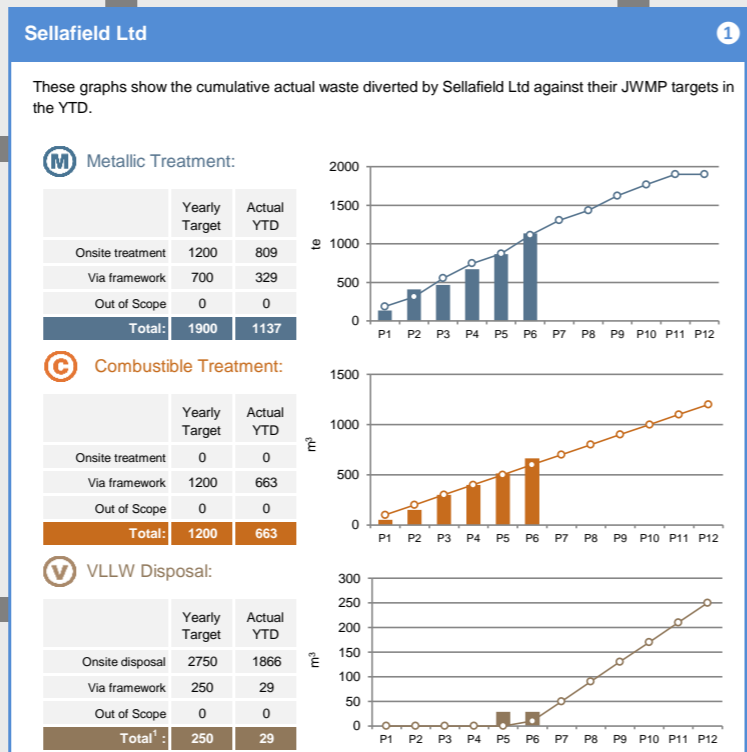 Sellafield Ltd
1
These graphs show the cumulative actual waste diverted by Sellafield Ltd against their JWMP targets in
the YTD.
M Metallic Treatment:
Yearly Target Actual YTD
Onsite treatment 1200 809
Via framework 700 329
Out of Scope 0 0
Total: 1900 1137
te
2000
1500
1000
500
0
P1 P2 P3 P4 P5 P6 P7 P8 P9 P10 P11 P12
C Combustible Treatment:
Yearly Target Actual YTD
Onsite treatment 0 0
Via framework 1200 663
Out of Scope 0 0
Total: 1200 663
m³
1500
1000
500
0
P1 P2 P3 P4 P5 P6 P7 P8 P9 P10 P11 P12
V VLLW Disposal:
Yearly Target Actual YTD
Onsite disposal 2750 1866
Via framework 250 29
Out of Scope 0 0
Total¹ : 250 29
m³
300
250
200
150
100
50
0
P1 P2 P3 P4 P5 P6 P7 P8 P9 P10 P11 P12